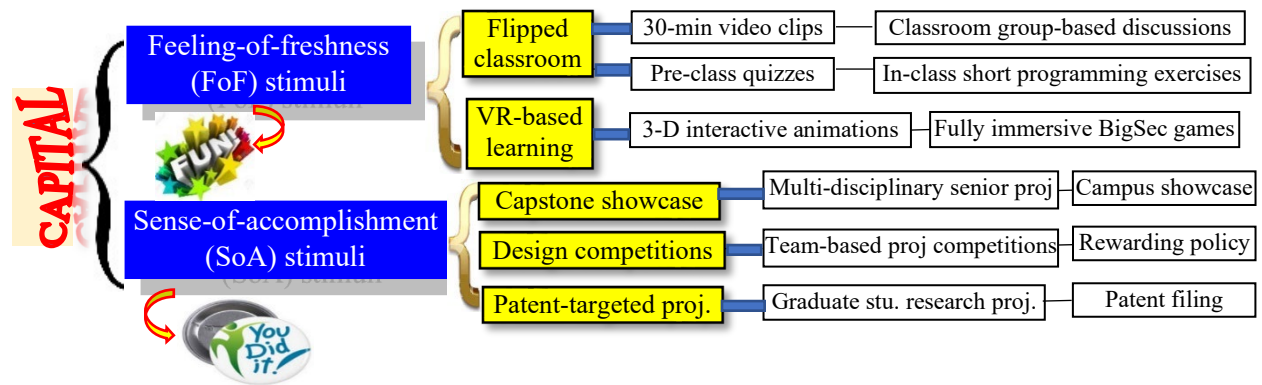 CAPITAL
Feeling-of-freshness
(FoF) stimuli
FUN!
Sense-of-accomplishment
(SoA) stimuli
You
Did
it!
Flipped
classroom
30-min video clips
Classroom group-based discussions
Pre-class quizzes
In-class short programming exercises
VR-based
learning
3-D interactive animations
Fully immersive BigSec games
Capstone showcase
Multi-disciplinary senior proj
Campus showcase
Design competitions
Team-based proj competitions
Rewarding policy
Patent-targeted proj.
Graduate stu. research proj.
Patent filing